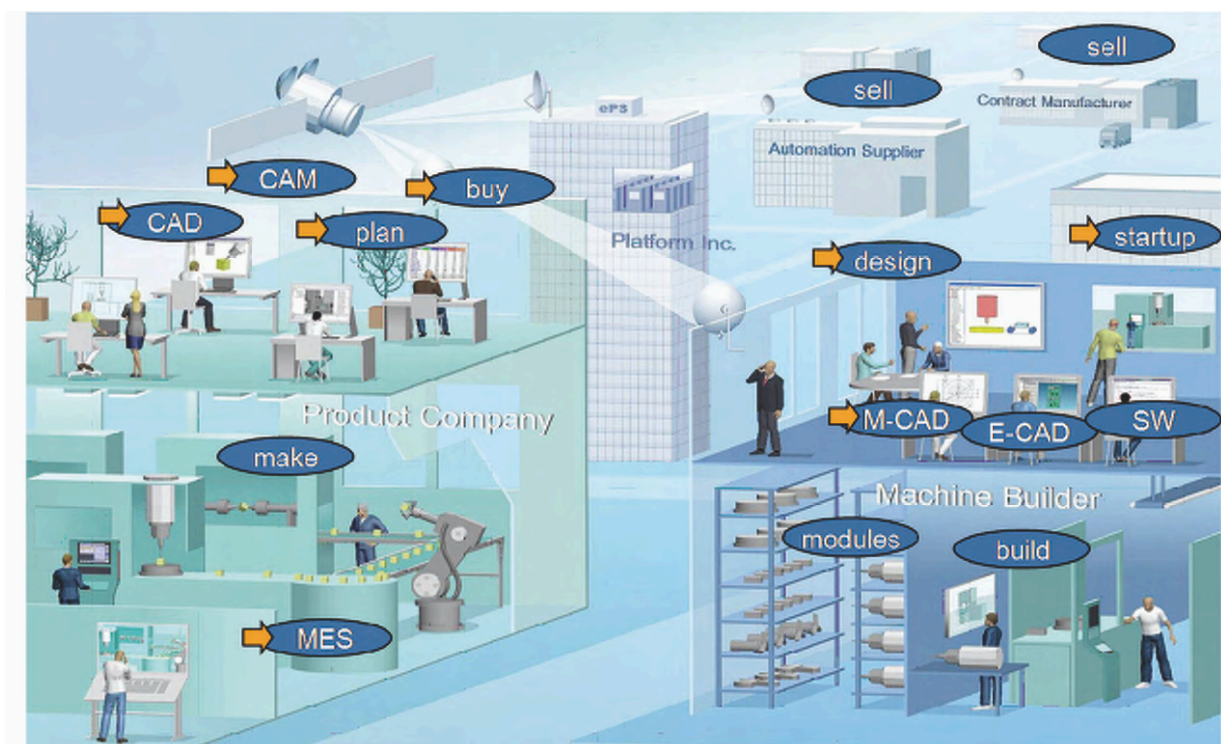 sell
sell
Contract Manufacturer
ePS
Automation Supplier
CAM
buy
CAD
plan
Platform Inc.
startup
design
Product Company
M-CAD
E-CAD
SW
make
Machine Builder
modules
build
MES